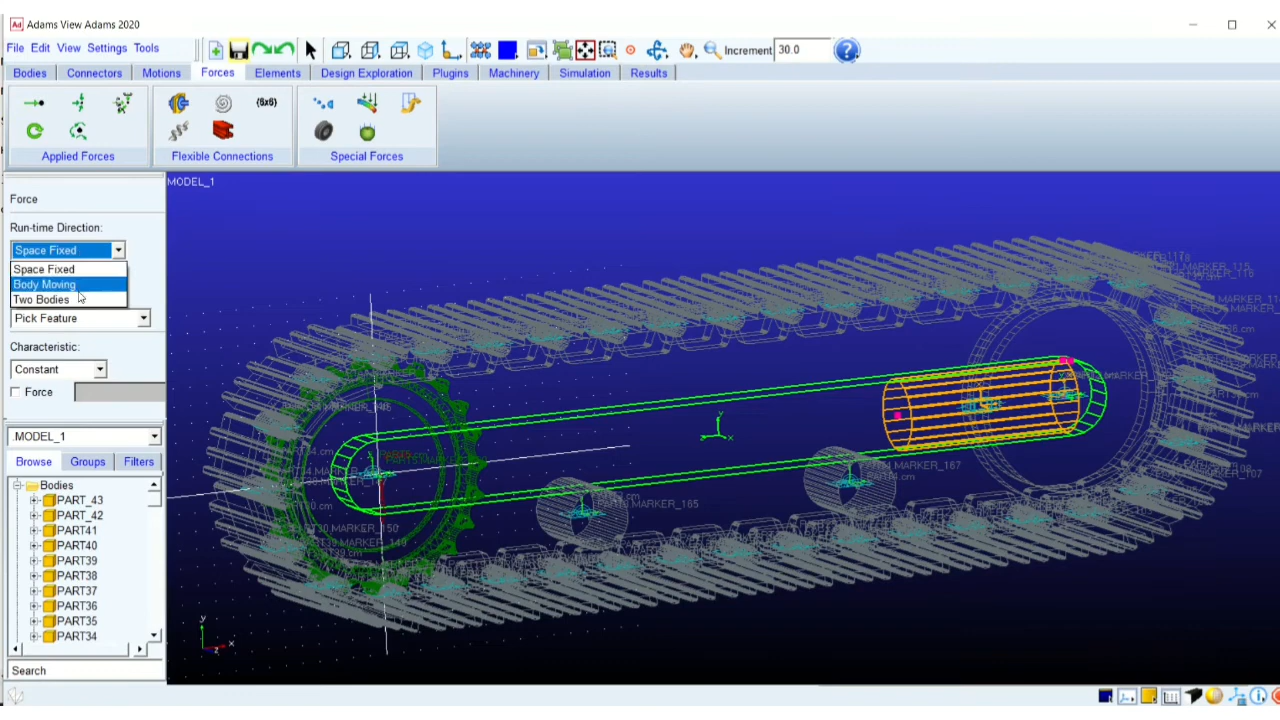 Ad Adams View Adams 2020
File Edit View Settings Tools
Increment 30.0
Bodies Connectors Motions Forces Elements Design Exploration Plugins Machinery Simulation Results
Applied Forces Flexible Connections Special Forces
(6x6)
Force
MODEL_1
Run-time Direction:
Space Fixed
Space Fixed
Body Moving
Two Bodies
Pick Feature
Characteristic:
Constant
Force
.MODEL_1
Browse Groups Filters
Bodies
PART_43
PART_42
PART41
PART40
PART39
PART38
PART37
PART36
PART35
PART34
Search
MARKER_167
MARKER_165
MARKER_150
MARKER_149
y
x
z